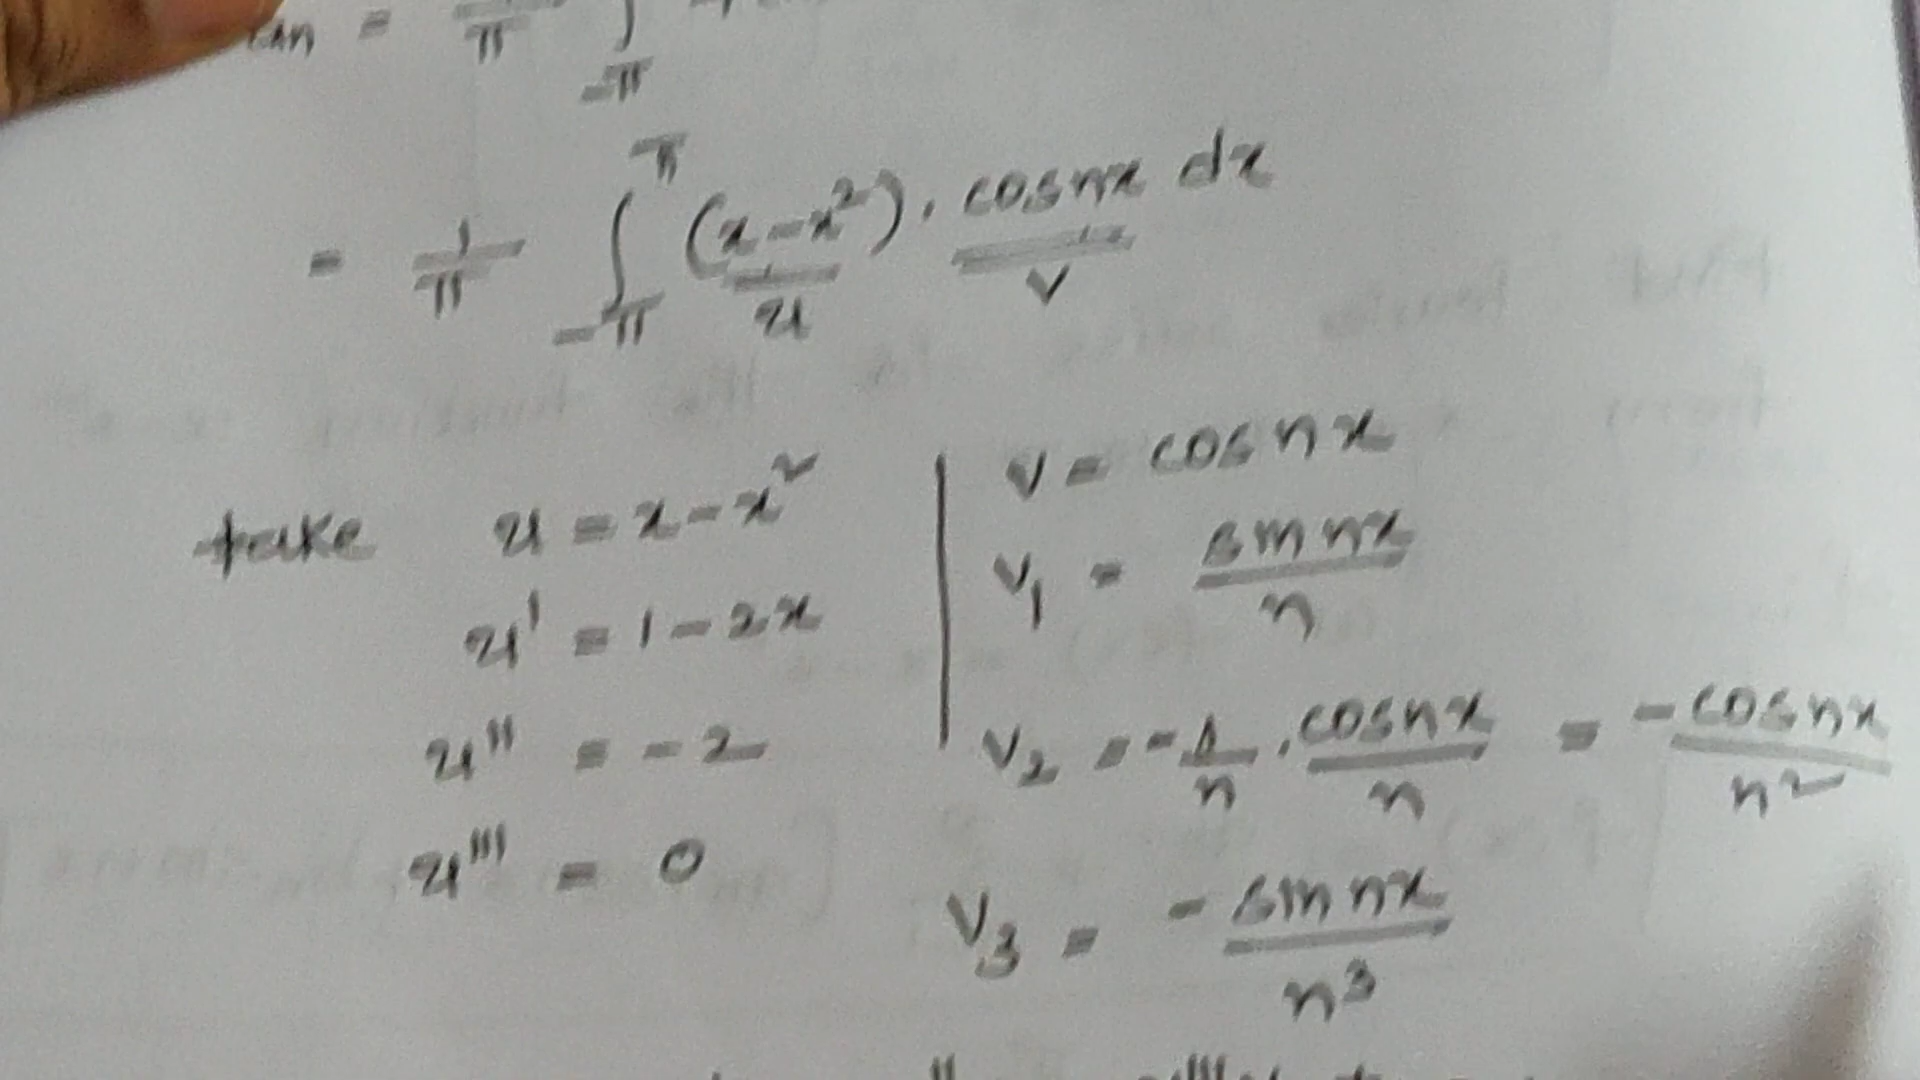 an = 1/π ∫_-π
= 1/π ∫_-π^π (x-x²) . cosnx dx
u v
take u = x-x² | v = cosnx
u' = 1-2x | v₁ = sinnx/n
u'' = -2 | v₂ = -1/n . cosnx/n = -cosnx/n²
u''' = 0
v₃ = -sinnx/n³